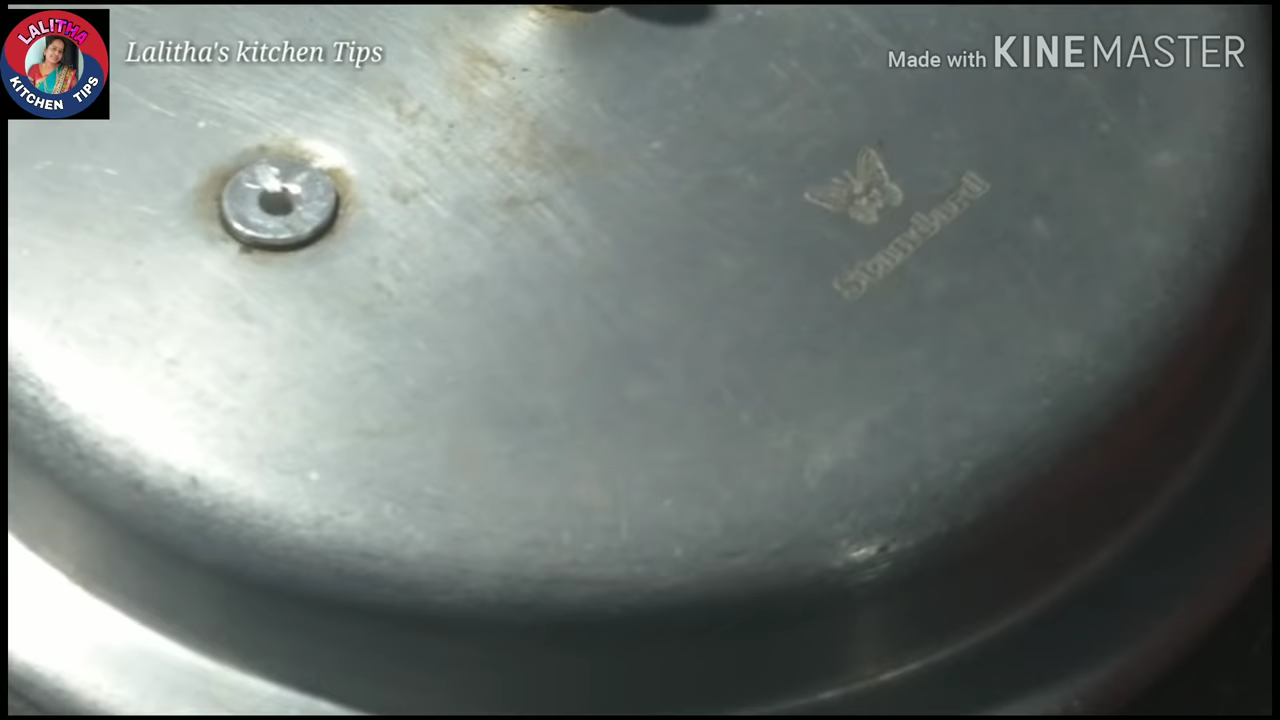 LALITHA
KITCHEN TIPS
Lalitha's kitchen Tips
Made with KINEMASTER
Standard